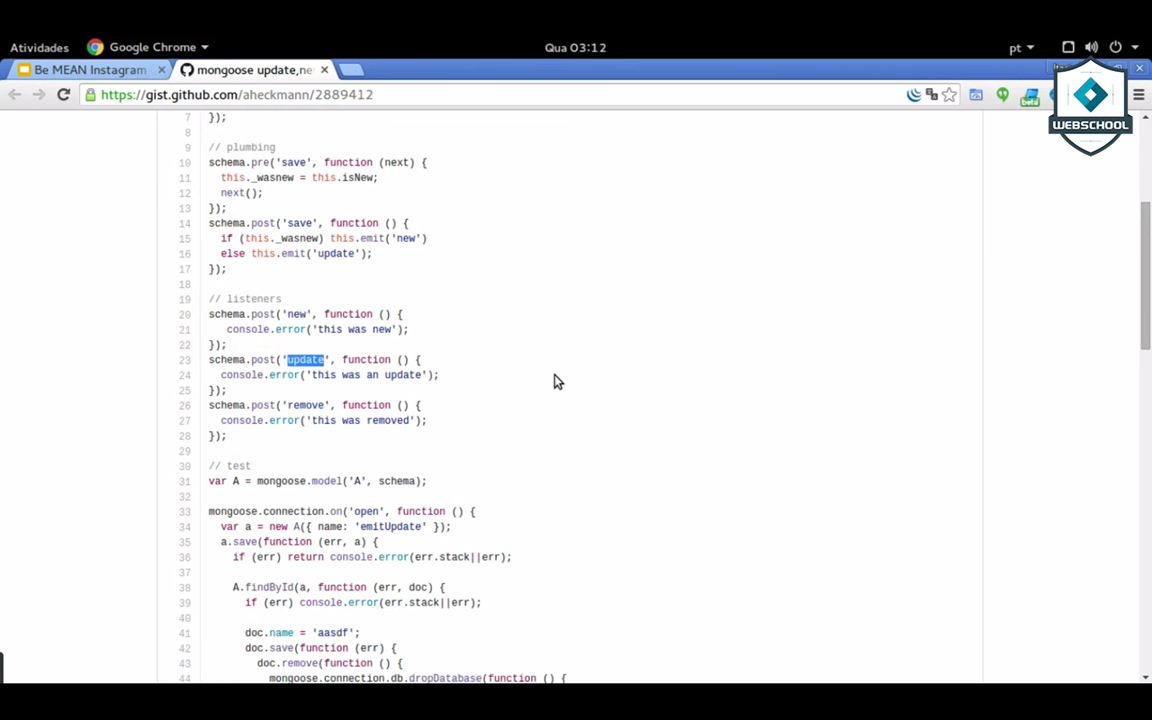 Atividades Google Chrome Qua 03:12 pt
Be MEAN Instagram × mongoose update,ne ×
https://gist.github.com/aheckmann/2889412
WEBSCHOOL
7 });
8
9 // plumbing
10 schema.pre('save', function (next) {
11 this._wasnew = this.isNew;
12 next();
13 });
14 schema.post('save', function () {
15 if (this._wasnew) this.emit('new')
16 else this.emit('update');
17 });
18
19 // listeners
20 schema.post('new', function () {
21 console.error('this was new');
22 });
23 schema.post('update', function () {
24 console.error('this was an update');
25 });
26 schema.post('remove', function () {
27 console.error('this was removed');
28 });
29
30 // test
31 var A = mongoose.model('A', schema);
32
33 mongoose.connection.on('open', function () {
34 var a = new A({ name: 'emitUpdate' });
35 a.save(function (err, a) {
36 if (err) return console.error(err.stack||err);
37
38 A.findById(a, function (err, doc) {
39 if (err) console.error(err.stack||err);
40
41 doc.name = 'aasdf';
42 doc.save(function (err) {
43 doc.remove(function () {
44 mongoose.connection.db.dropDatabase(function () {